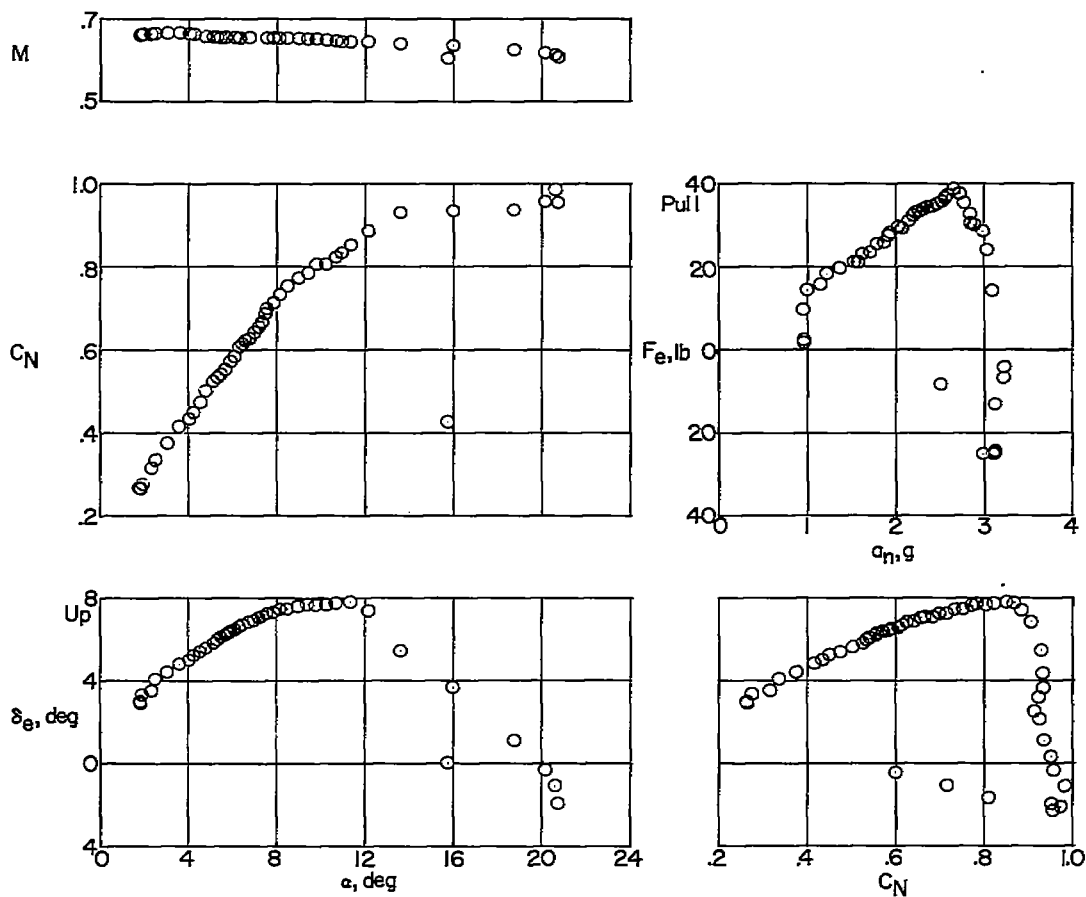 .7
M
.5
1.0
.8
C_N
.6
.4
.2
40
Pull
20
F_e, lb
0
20
40
0 1 2 3 4
a_n, g
8
Up
4
δ_e, deg
0
4
0 4 8 12 16 20 24
α, deg
.2 .4 .6 .8 1.0
C_N